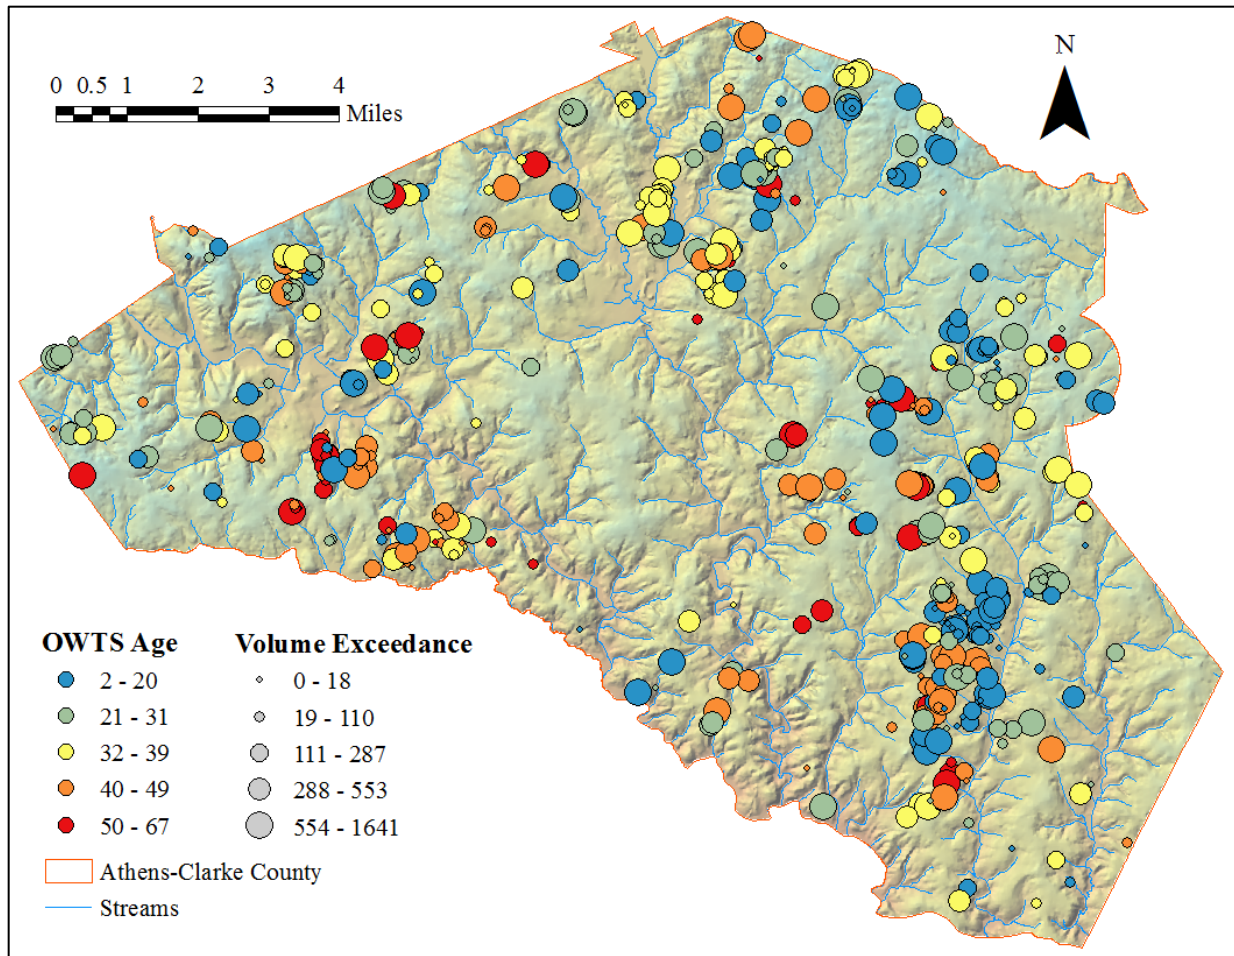 N
0 0.5 1 2 3 4
Miles
OWTS Age
2 - 20
21 - 31
32 - 39
40 - 49
50 - 67
Volume Exceedance
0 - 18
19 - 110
111 - 287
288 - 553
554 - 1641
Athens-Clarke County
Streams